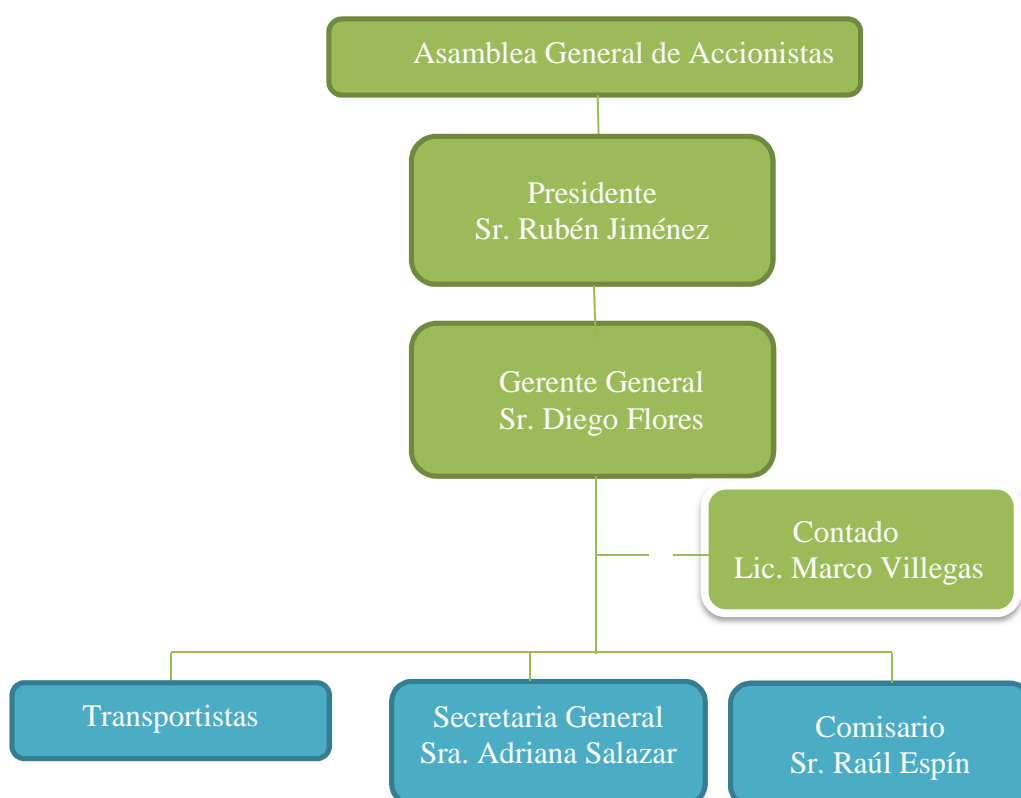 Asamblea General de Accionistas
Presidente
Sr. Rubén Jiménez
Gerente General
Sr. Diego Flores
Contado
Lic. Marco Villegas
Transportistas
Secretaria General
Sra. Adriana Salazar
Comisario
Sr. Raúl Espín